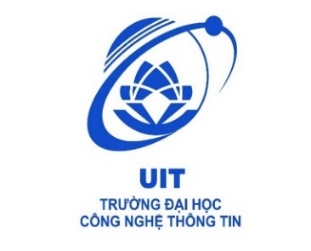 UIT
TRƯỜNG ĐẠI HỌC
CÔNG NGHỆ THÔNG TIN